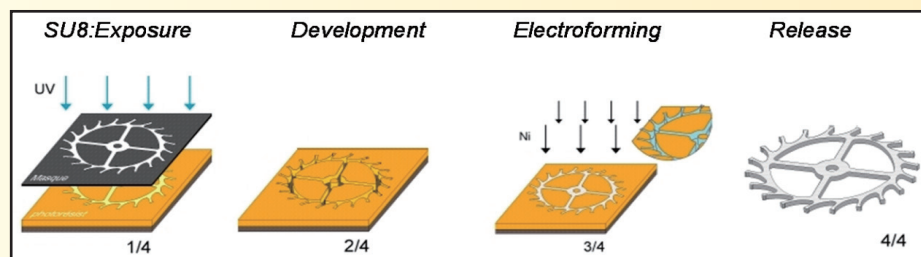 SU8:Exposure
Development
Electroforming
Release
UV
Ni
Masque
photoresist
1/4
2/4
3/4
4/4